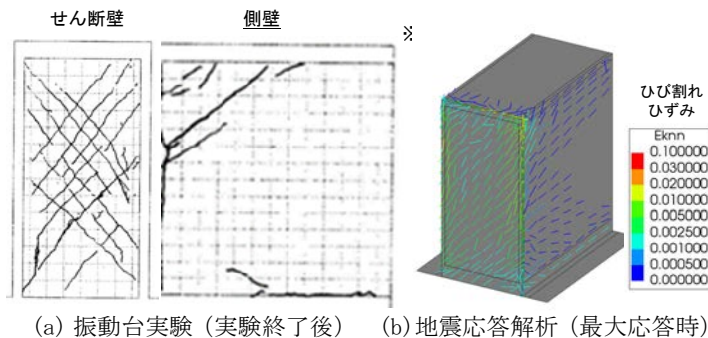 せん断壁
側壁
※
ひび割れ
ひずみ
Eknn
0.100000
0.030000
0.020000
0.010000
0.005000
0.002500
0.001000
0.000500
0.000000
(a) 振動台実験（実験終了後）
(b) 地震応答解析（最大応答時）